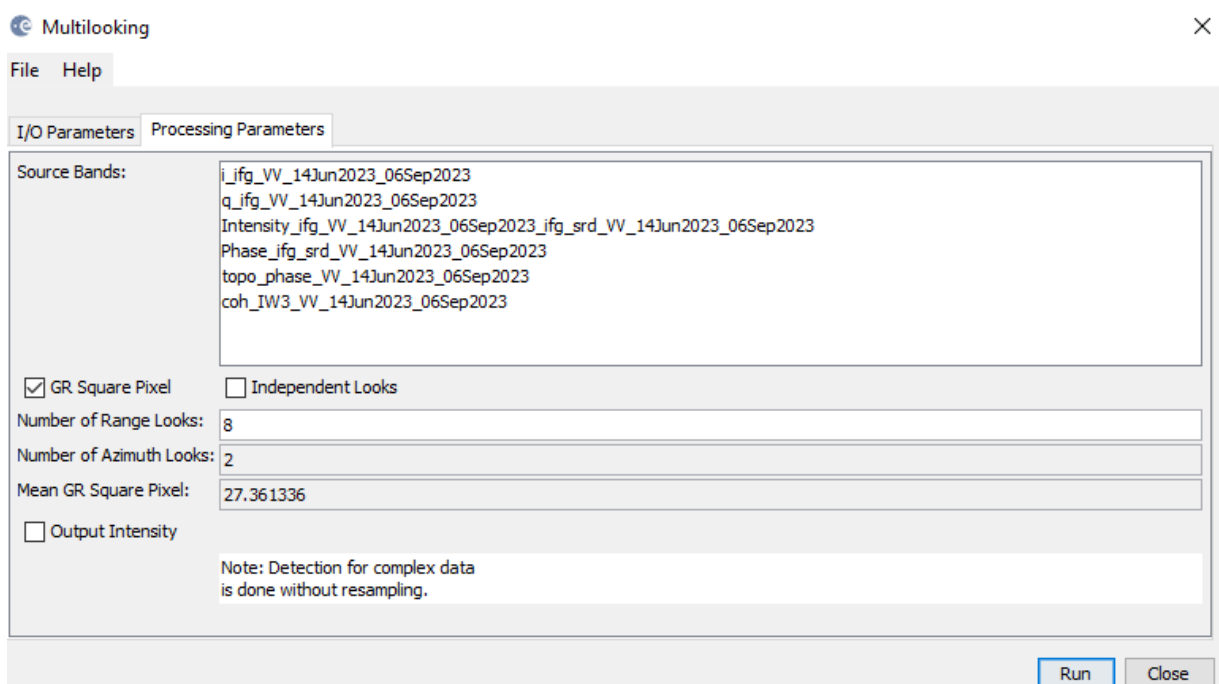 Multilooking
File Help
I/O Parameters Processing Parameters
Source Bands:
i_ifg_VV_14Jun2023_06Sep2023
q_ifg_VV_14Jun2023_06Sep2023
Intensity_ifg_VV_14Jun2023_06Sep2023_ifg_srd_VV_14Jun2023_06Sep2023
Phase_ifg_srd_VV_14Jun2023_06Sep2023
topo_phase_VV_14Jun2023_06Sep2023
coh_IW3_VV_14Jun2023_06Sep2023
GR Square Pixel Independent Looks
Number of Range Looks: 8
Number of Azimuth Looks: 2
Mean GR Square Pixel: 27.361336
Output Intensity
Note: Detection for complex data
is done without resampling.
Run Close